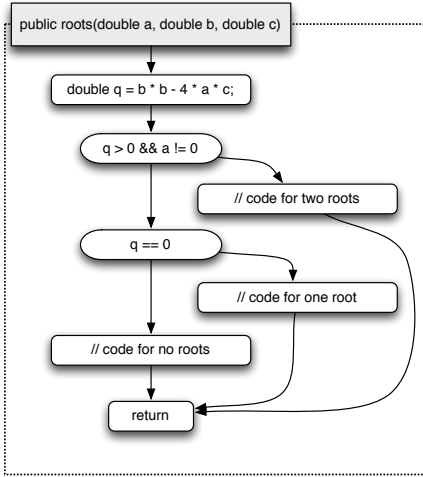 public roots(double a, double b, double c)
double q = b * b - 4 * a * c;
q > 0 && a != 0
// code for two roots
q == 0
// code for one root
// code for no roots
return